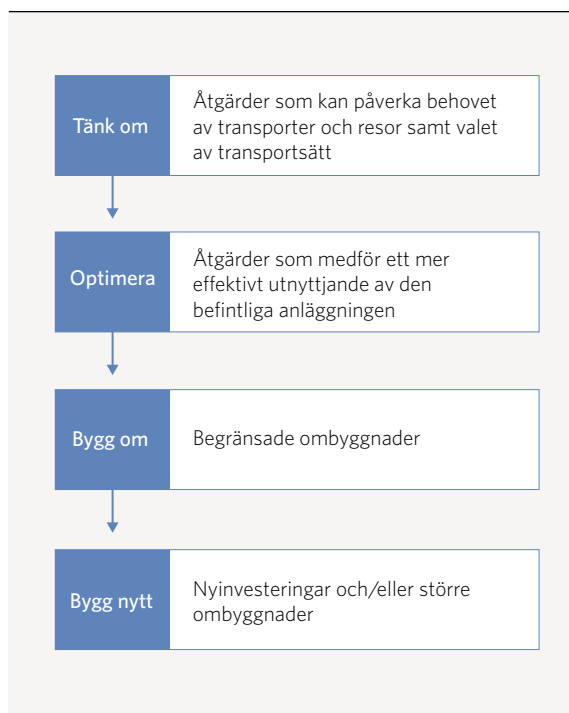 Tänk om
Åtgärder som kan påverka behovet
av transporter och resor samt valet
av transportsätt
Optimera
Åtgärder som medför ett mer
effektivt utnyttjande av den
befintliga anläggningen
Bygg om
Begränsade ombyggnader
Bygg nytt
Nyinvesteringar och/eller större
ombyggnader